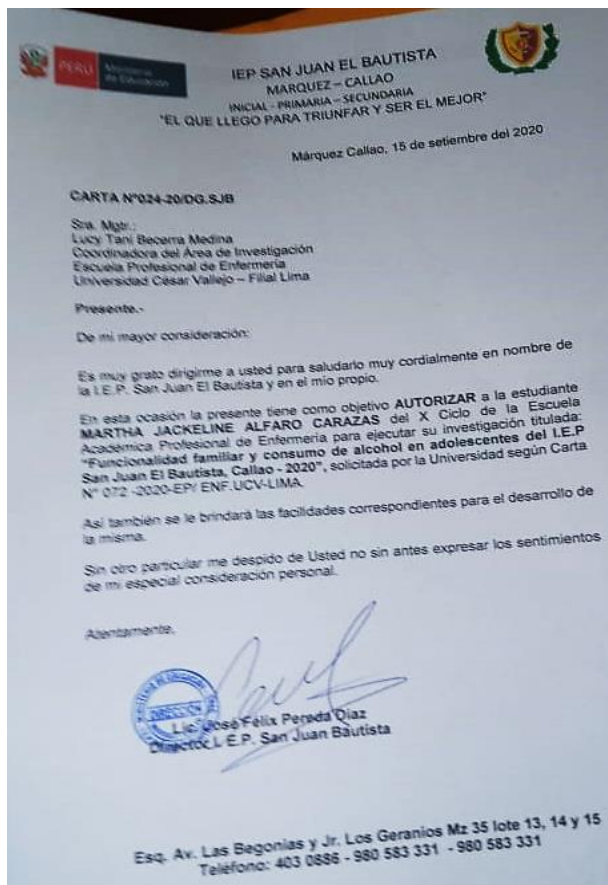 PERÚ
Ministerio
de Educación
IEP SAN JUAN EL BAUTISTA
MARQUEZ – CALLAO
INICIAL - PRIMARIA – SECUNDARIA
"EL QUE LLEGO PARA TRIUNFAR Y SER EL MEJOR"
Márquez Callao, 15 de setiembre del 2020
CARTA N°024-20/DG.SJB
Sra. Mgtr.:
Lucy Tani Becerra Medina
Coordinadora del Área de Investigación
Escuela Profesional de Enfermería
Universidad César Vallejo – Filial Lima
Presente.-
De mi mayor consideración:
Es muy grato dirigirme a usted para saludarlo muy cordialmente en nombre de
la I.E.P. San Juan El Bautista y en el mío propio.
En esta ocasión la presente tiene como objetivo AUTORIZAR a la estudiante
MARTHA JACKELINE ALFARO CARAZAS del X Ciclo de la Escuela
Académica Profesional de Enfermería para ejecutar su investigación titulada:
"Funcionalidad familiar y consumo de alcohol en adolescentes del I.E.P
San Juan El Bautista, Callao - 2020", solicitada por la Universidad según Carta
N° 072 -2020-EP/ ENF.UCV-LIMA.
Así también se le brindará las facilidades correspondientes para el desarrollo de
la misma.
Sin otro particular me despido de Usted no sin antes expresar los sentimientos
de mi especial consideración personal.
Atentamente,
DIRECCIÓN
Lic. José Félix Pereda Diaz
Director I.E.P. San Juan Bautista
Esq. Av. Las Begonias y Jr. Los Geranios Mz 35 lote 13, 14 y 15
Teléfono: 403 0886 - 980 583 331 - 980 583 331